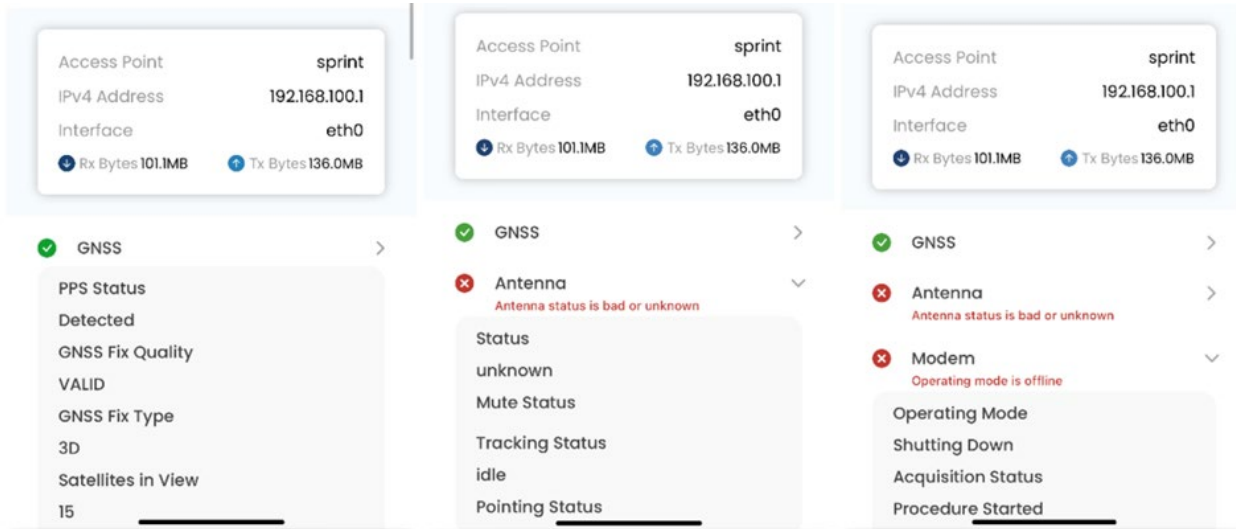 Access Point sprint
IPv4 Address 192.168.100.1
Interface eth0
Rx Bytes 101.1MB Tx Bytes 136.0MB
GNSS
PPS Status
Detected
GNSS Fix Quality
VALID
GNSS Fix Type
3D
Satellites in View
15
Access Point sprint
IPv4 Address 192.168.100.1
Interface eth0
Rx Bytes 101.1MB Tx Bytes 136.0MB
GNSS
Antenna
Antenna status is bad or unknown
Status
unknown
Mute Status
Tracking Status
idle
Pointing Status
Access Point sprint
IPv4 Address 192.168.100.1
Interface eth0
Rx Bytes 101.1MB Tx Bytes 136.0MB
GNSS
Antenna
Antenna status is bad or unknown
Modem
Operating mode is offline
Operating Mode
Shutting Down
Acquisition Status
Procedure Started